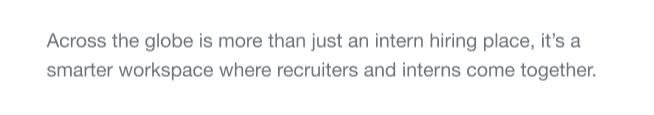 Across the globe is more than just an intern hiring place, it’s a
smarter workspace where recruiters and interns come together.